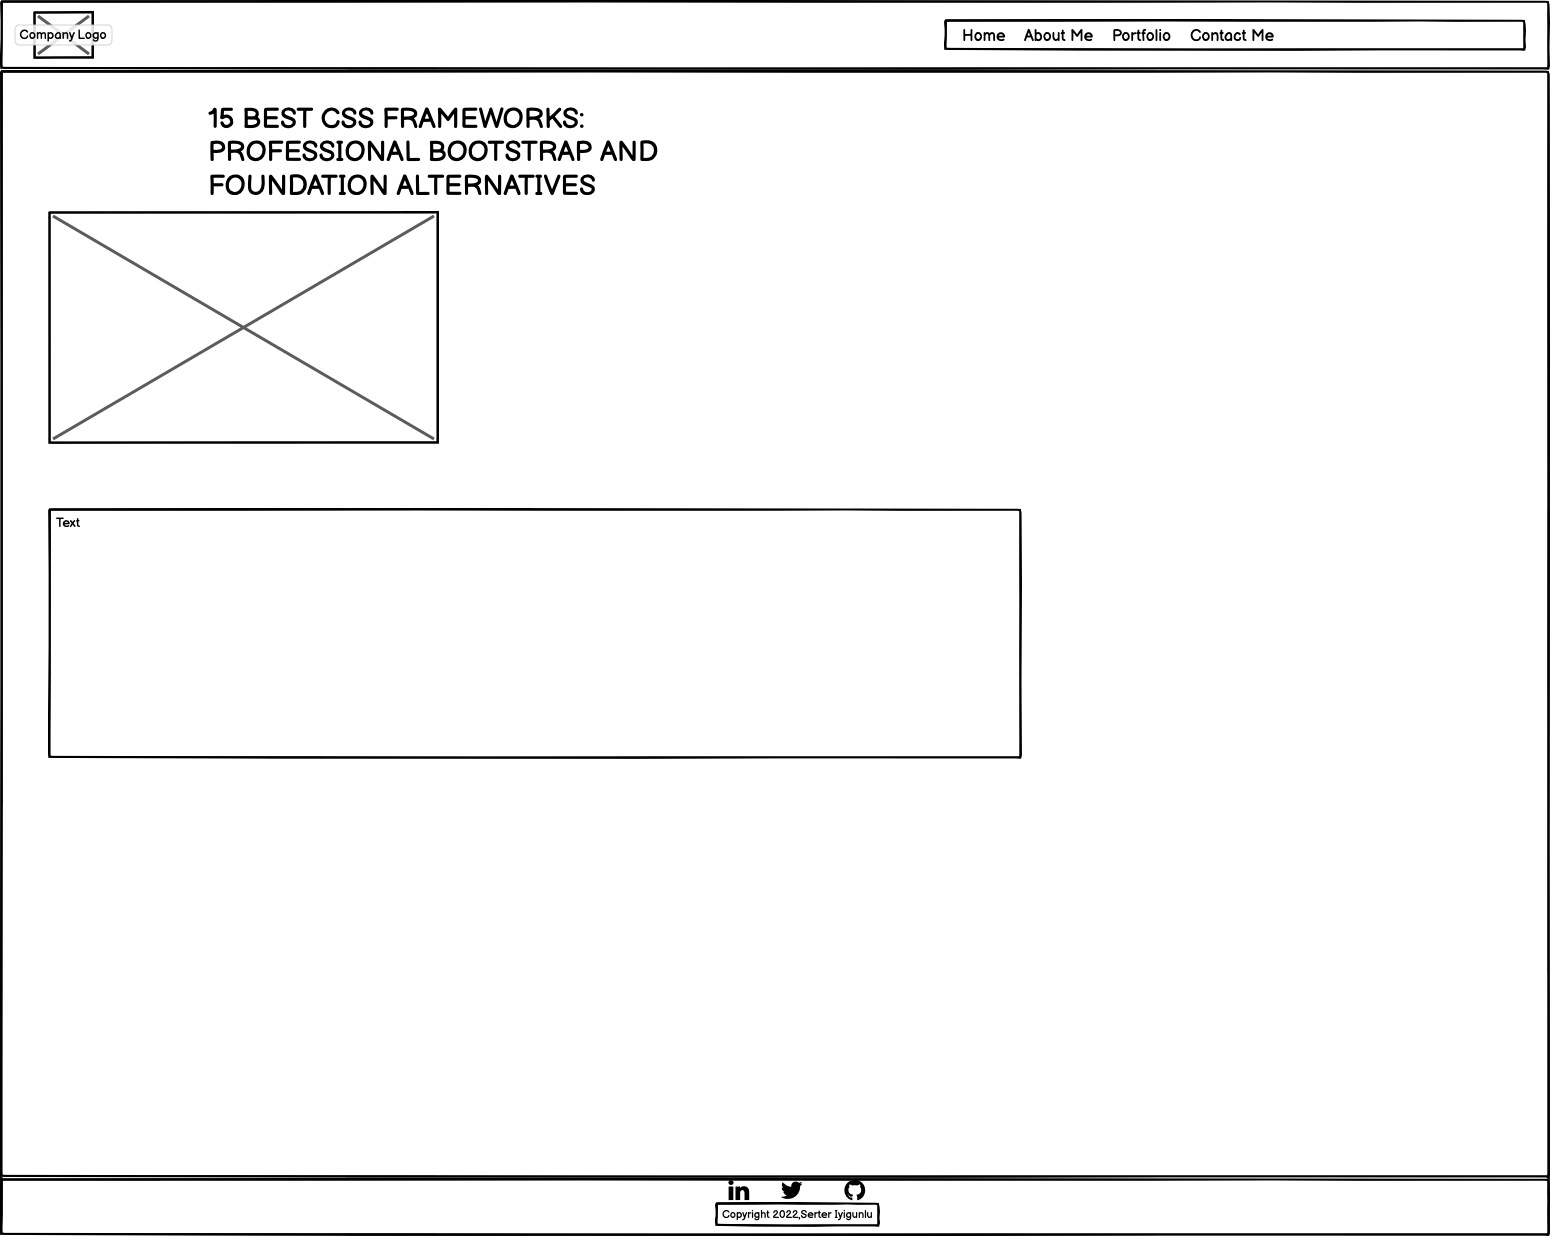 Company Logo
Home About Me Portfolio Contact Me
15 BEST CSS FRAMEWORKS:
PROFESSIONAL BOOTSTRAP AND
FOUNDATION ALTERNATIVES
Text
in
Copyright 2022,Serter Iyigunlu